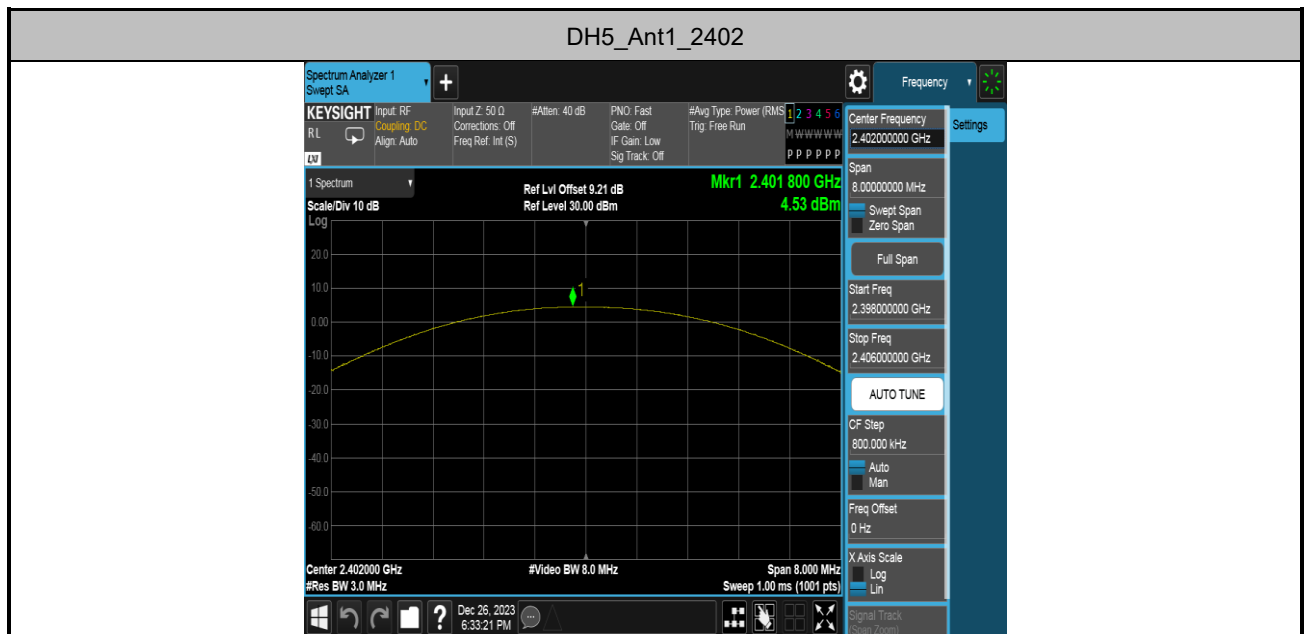 DH5_Ant1_2402
Spectrum Analyzer 1
Swept SA
+
Frequency
KEYSIGHT
RL
LXI
Input: RF
Coupling: DC
Align: Auto
Input Z: 50 Ω
Corrections: Off
Freq Ref: Int (S)
#Atten: 40 dB
PNO: Fast
Gate: Off
IF Gain: Low
Sig Track: Off
#Avg Type: Power (RMS
Trig: Free Run
1 2 3 4 5 6
M W W W W W
P P P P P P
1 Spectrum
Scale/Div 10 dB
Ref Lvl Offset 9.21 dB
Ref Level 30.00 dBm
Mkr1 2.401 800 GHz
4.53 dBm
Log
20.0
10.0
0.00
-10.0
-20.0
-30.0
-40.0
-50.0
-60.0
1
Center 2.402000 GHz
#Video BW 8.0 MHz
Span 8.000 MHz
#Res BW 3.0 MHz
Sweep 1.00 ms (1001 pts)
?
Dec 26, 2023
6:33:21 PM
Center Frequency
2.402000000 GHz
Settings
Span
8.00000000 MHz
Swept Span
Zero Span
Full Span
Start Freq
2.398000000 GHz
Stop Freq
2.406000000 GHz
AUTO TUNE
CF Step
800.000 kHz
Auto
Man
Freq Offset
0 Hz
X Axis Scale
Log
Lin
Signal Track
(Span Zoom)